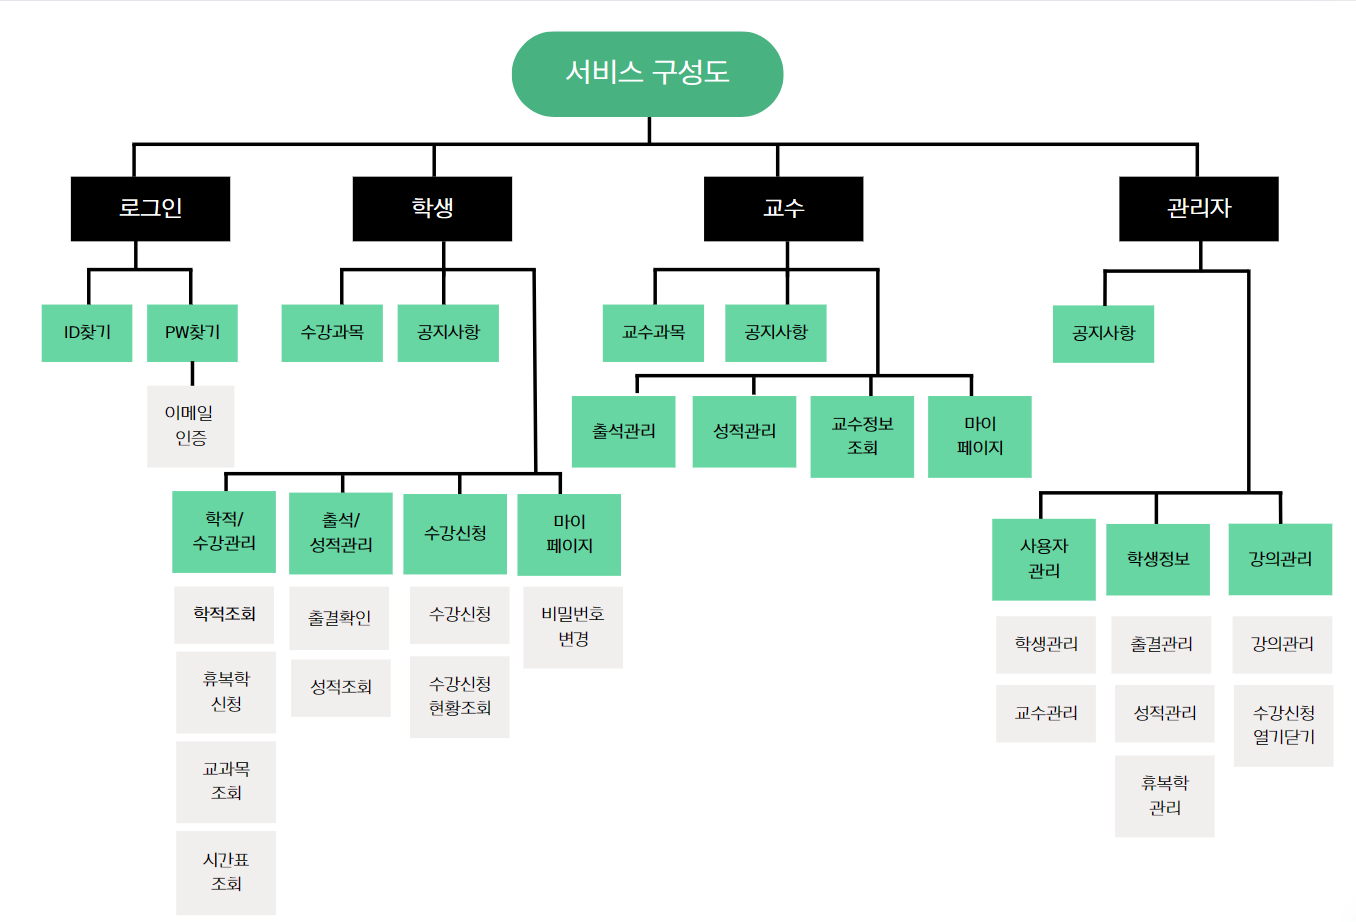 서비스 구성도
로그인
학생
교수
관리자
ID찾기
PW찾기
수강과목
공지사항
교수과목
공지사항
공지사항
이메일
인증
출석관리
성적관리
교수정보
조회
마이
페이지
학적/
수강관리
출석/
성적관리
수강신청
마이
페이지
사용자
관리
학생정보
강의관리
학적조회
출결확인
수강신청
비밀번호
변경
휴복학
신청
성적조회
수강신청
현황조회
교과목
조회
시간표
조회
학생관리
출결관리
강의관리
교수관리
성적관리
수강신청
열기닫기
휴복학
관리